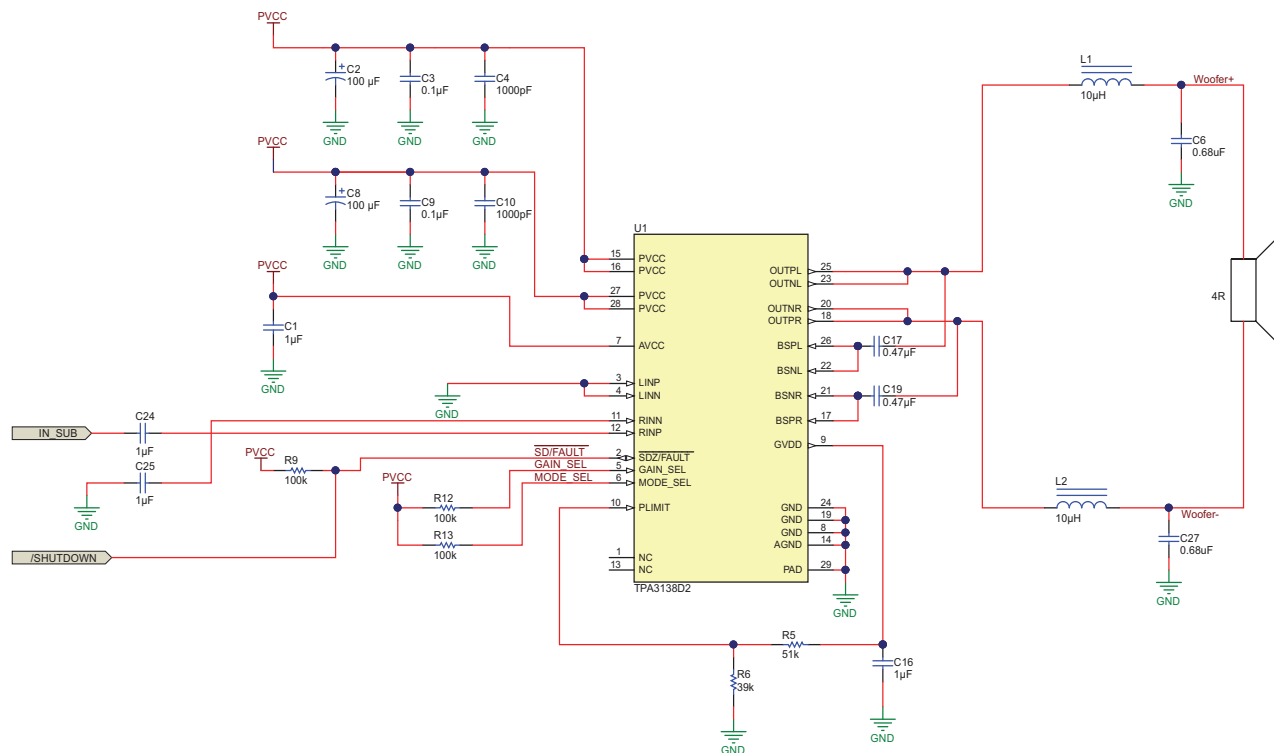 PVCC
C2
100 µF
C3
0.1µF
C4
1000pF
GND
GND
GND
PVCC
C8
100 µF
C9
0.1µF
C10
1000pF
GND
GND
GND
PVCC
C1
1µF
GND
GND
IN_SUB
C24
1µF
C25
1µF
GND
PVCC
R9
100k
/SHUTDOWN
PVCC
R12
100k
R13
100k
SD/FAULT
GAIN_SEL
MODE_SEL
U1
15 PVCC
16 PVCC
27 PVCC
28 PVCC
7 AVCC
3 LINP
4 LINN
11 RINN
12 RINP
2 SDZ/FAULT
5 GAIN_SEL
6 MODE_SEL
10 PLIMIT
1 NC
13 NC
OUTPL 25
OUTNL 23
OUTNR 20
OUTPR 18
BSPL 26
BSNL 22
BSNR 21
BSPR 17
GVDD 9
GND 24
GND 19
GND 8
AGND 14
PAD 29
TPA3138D2
GND
C17
0.47µF
C19
0.47µF
L1
10µH
Woofer+
C6
0.68uF
GND
4R
L2
10µH
Woofer-
C27
0.68uF
GND
R5
51k
R6
39k
GND
C16
1µF
GND